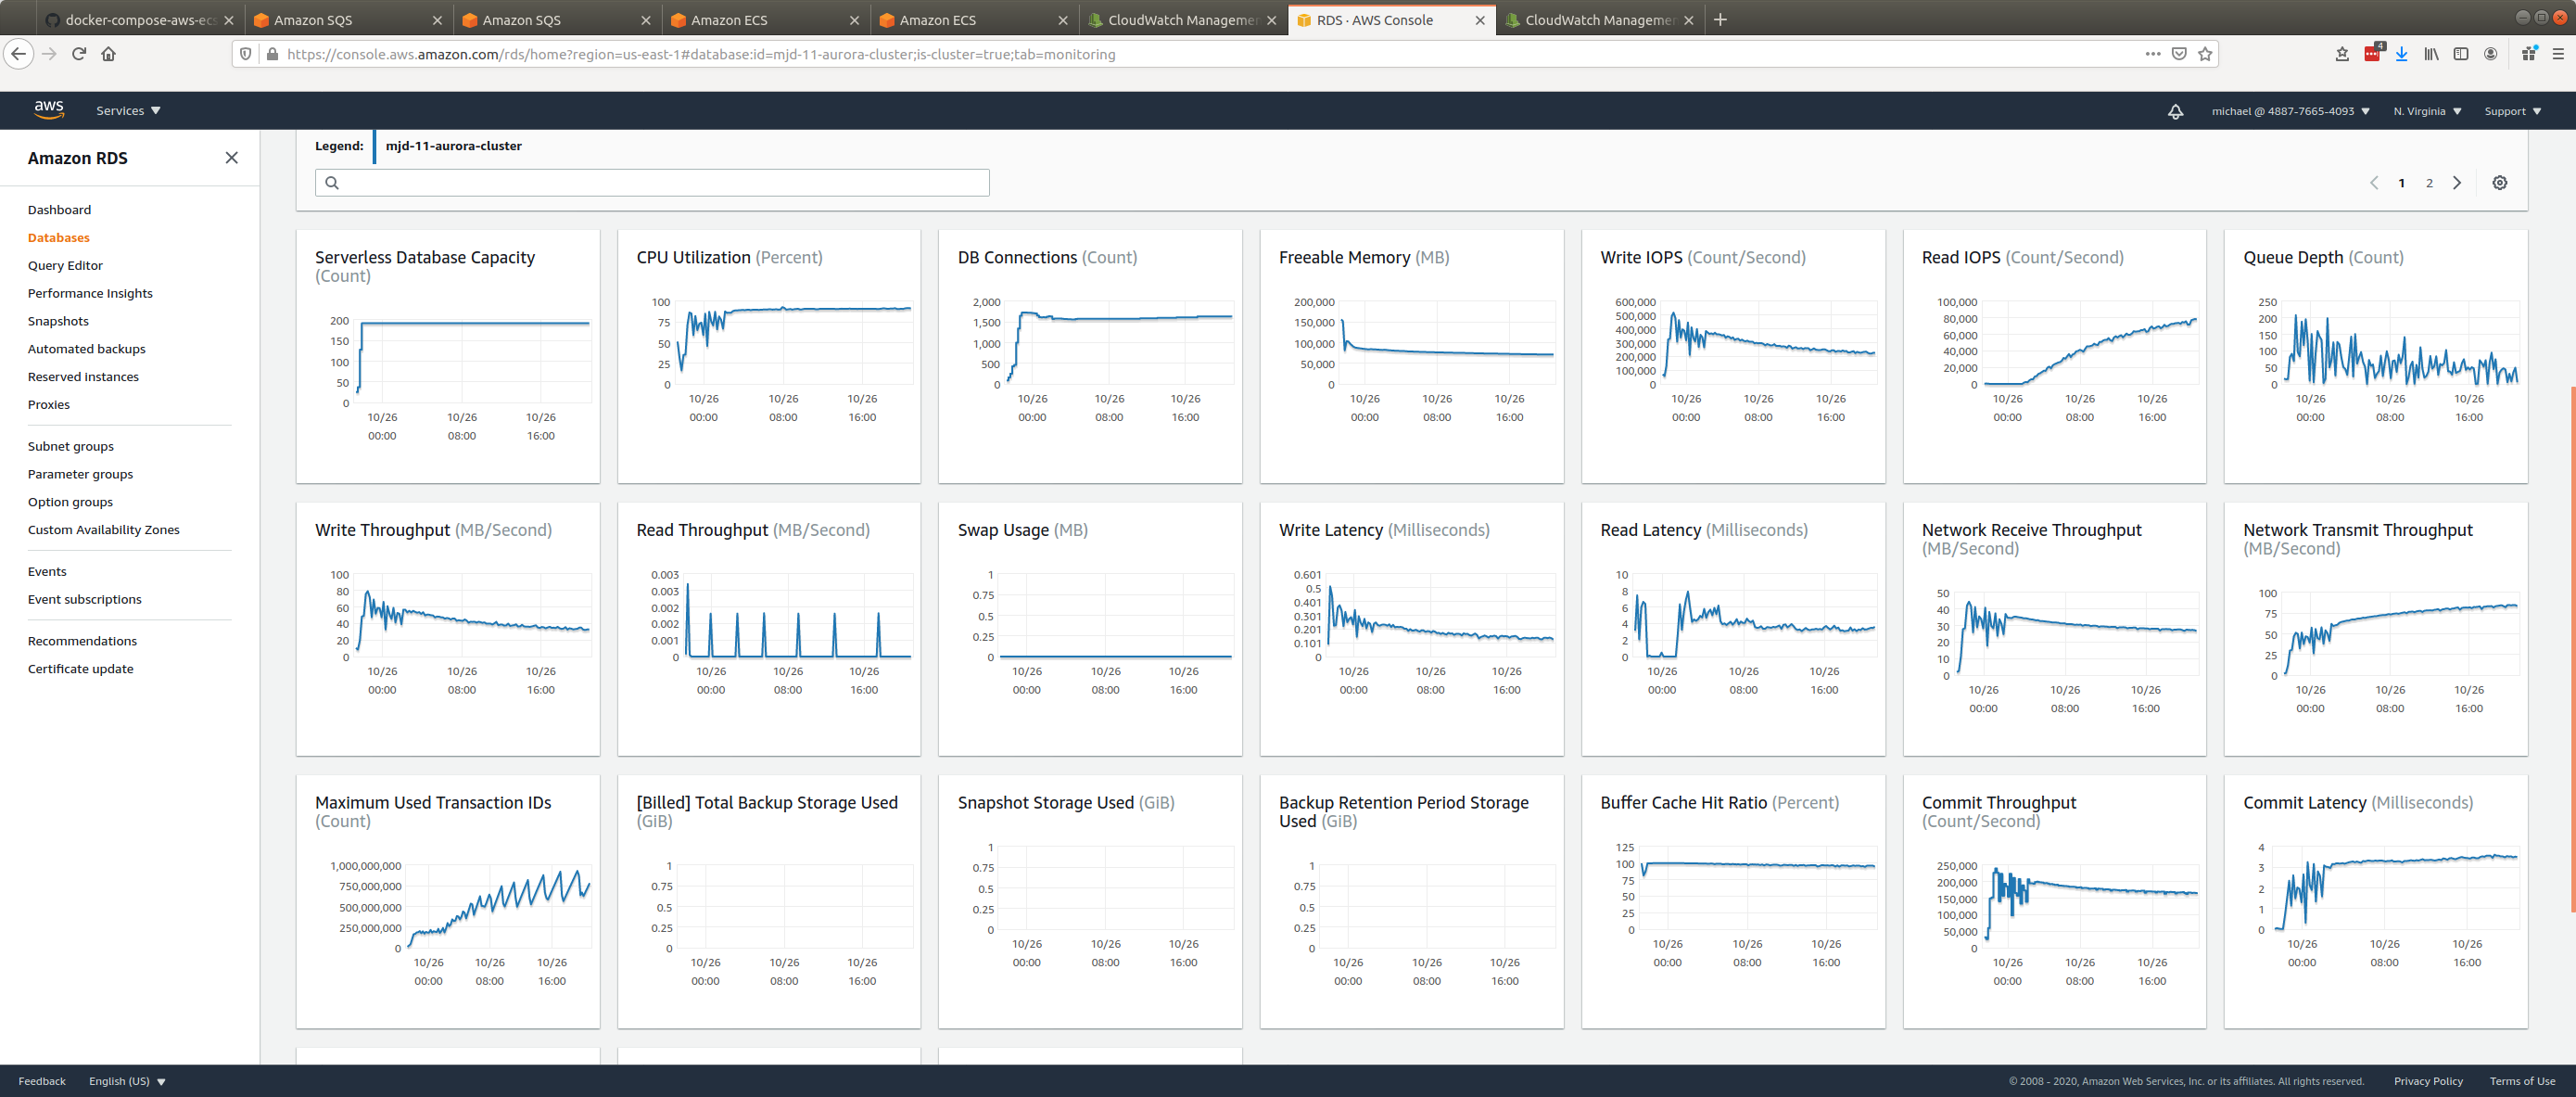 docker-compose-aws-ecs
Amazon SQS
Amazon SQS
Amazon ECS
Amazon ECS
CloudWatch Managemen
RDS · AWS Console
CloudWatch Managemen
https://console.aws.amazon.com/rds/home?region=us-east-1#database:id=mjd-11-aurora-cluster;is-cluster=true;tab=monitoring
4
aws
Services
michael @ 4887-7665-4093
N. Virginia
Support
Amazon RDS
Dashboard
Databases
Query Editor
Performance Insights
Snapshots
Automated backups
Reserved instances
Proxies
Subnet groups
Parameter groups
Option groups
Custom Availability Zones
Events
Event subscriptions
Recommendations
Certificate update
Legend: mjd-11-aurora-cluster
1 2
Serverless Database Capacity
(Count)
200
150
100
50
0
10/26 10/26 10/26
00:00 08:00 16:00
CPU Utilization (Percent)
100
75
50
25
0
10/26 10/26 10/26
00:00 08:00 16:00
DB Connections (Count)
2,000
1,500
1,000
500
0
10/26 10/26 10/26
00:00 08:00 16:00
Freeable Memory (MB)
200,000
150,000
100,000
50,000
0
10/26 10/26 10/26
00:00 08:00 16:00
Write IOPS (Count/Second)
600,000
500,000
400,000
300,000
200,000
100,000
0
10/26 10/26 10/26
00:00 08:00 16:00
Read IOPS (Count/Second)
100,000
80,000
60,000
40,000
20,000
0
10/26 10/26 10/26
00:00 08:00 16:00
Queue Depth (Count)
250
200
150
100
50
0
10/26 10/26 10/26
00:00 08:00 16:00
Write Throughput (MB/Second)
100
80
60
40
20
0
10/26 10/26 10/26
00:00 08:00 16:00
Read Throughput (MB/Second)
0.003
0.003
0.002
0.002
0.001
0
10/26 10/26 10/26
00:00 08:00 16:00
Swap Usage (MB)
1
0.75
0.5
0.25
0
10/26 10/26 10/26
00:00 08:00 16:00
Write Latency (Milliseconds)
0.601
0.5
0.401
0.301
0.201
0.101
0
10/26 10/26 10/26
00:00 08:00 16:00
Read Latency (Milliseconds)
10
8
6
4
2
0
10/26 10/26 10/26
00:00 08:00 16:00
Network Receive Throughput
(MB/Second)
50
40
30
20
10
0
10/26 10/26 10/26
00:00 08:00 16:00
Network Transmit Throughput
(MB/Second)
100
75
50
25
0
10/26 10/26 10/26
00:00 08:00 16:00
Maximum Used Transaction IDs
(Count)
1,000,000,000
750,000,000
500,000,000
250,000,000
0
10/26 10/26 10/26
00:00 08:00 16:00
[Billed] Total Backup Storage Used
(GiB)
1
0.75
0.5
0.25
0
10/26 10/26 10/26
00:00 08:00 16:00
Snapshot Storage Used (GiB)
1
0.75
0.5
0.25
0
10/26 10/26 10/26
00:00 08:00 16:00
Backup Retention Period Storage
Used (GiB)
1
0.75
0.5
0.25
0
10/26 10/26 10/26
00:00 08:00 16:00
Buffer Cache Hit Ratio (Percent)
125
100
75
50
25
0
10/26 10/26 10/26
00:00 08:00 16:00
Commit Throughput
(Count/Second)
250,000
200,000
150,000
100,000
50,000
0
10/26 10/26 10/26
00:00 08:00 16:00
Commit Latency (Milliseconds)
4
3
2
1
0
10/26 10/26 10/26
00:00 08:00 16:00
Feedback
English (US)
© 2008 - 2020, Amazon Web Services, Inc. or its affiliates. All rights reserved.
Privacy Policy
Terms of Use